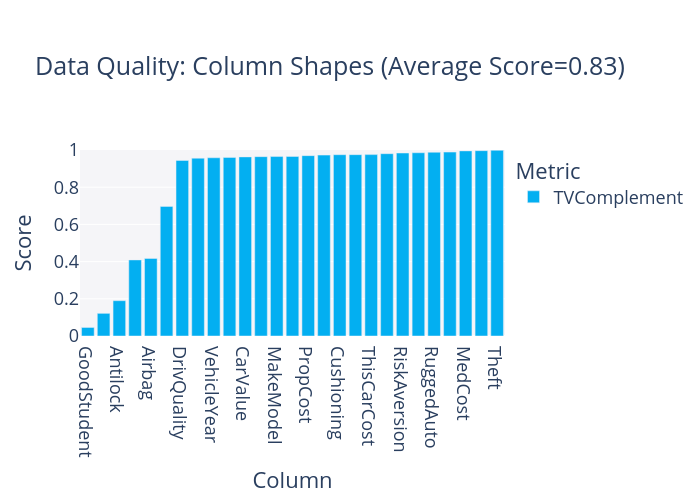 Data Quality: Column Shapes (Average Score=0.83)
Score
1
0.8
0.6
0.4
0.2
0
GoodStudent
Antilock
Airbag
DrivQuality
VehicleYear
CarValue
MakeModel
PropCost
Cushioning
ThisCarCost
RiskAversion
RuggedAuto
MedCost
Theft
Column
Metric
TVComplement